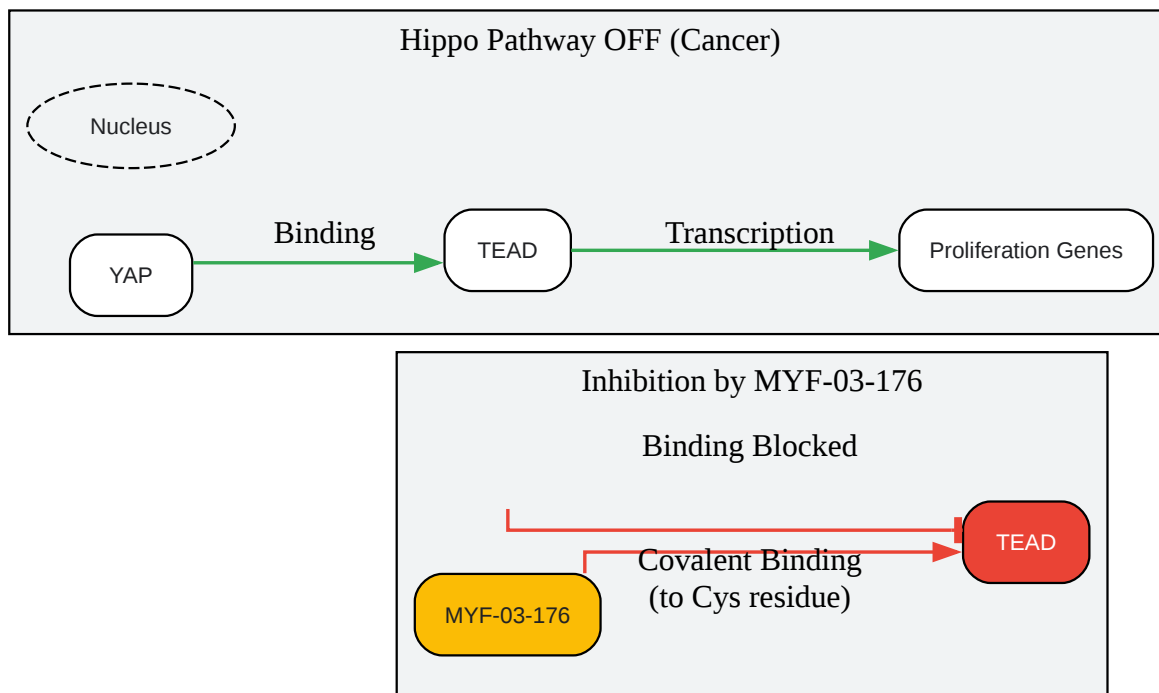 Hippo Pathway OFF (Cancer)
Nucleus
Binding
Transcription
YAP
TEAD
Proliferation Genes
Inhibition by MYF-03-176
Binding Blocked
TEAD
Covalent Binding
(to Cys residue)
MYF-03-176